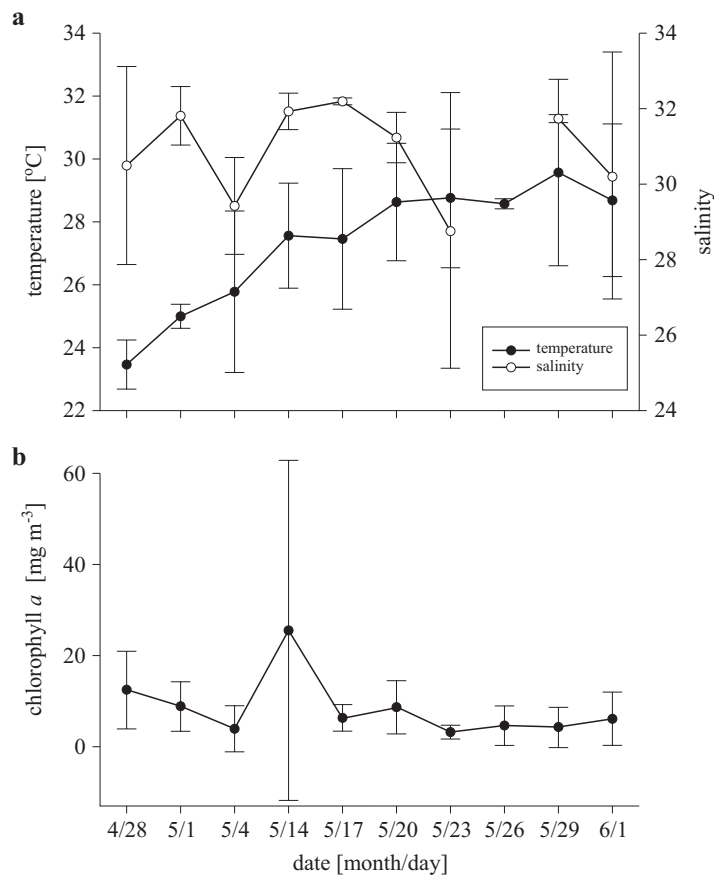 a
34
32
30
28
26
24
22
temperature [ºC]
34
32
30
28
26
24
salinity
temperature
salinity
b
60
40
20
0
chlorophyll a [mg m-3]
4/28 5/1 5/4 5/14 5/17 5/20 5/23 5/26 5/29 6/1
date [month/day]